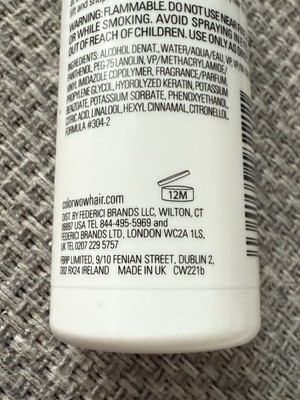 lift and shap
WARNING: FLAMMABLE. DO NOT USE NEAR FIR
OR WHILE SMOKING. AVOID SPRAYING IN
OUT OF REACH OF CHILDREN. USE ONLY AS
INGREDIENTS: ALCOHOL DENAT., WATER/AQUA/EAU, VP
PANTHENOL, PEG-75 LANOLIN, VP/METHACRYLAMIDE/
VINYL IMIDAZOLE COPOLYMER, FRAGRANCE/PARFUM,
PROPYLENE GLYCOL, HYDROLYZED KERATIN, POTASSIUM
BENZOATE, POTASSIUM SORBATE, PHENOXYETHANOL,
CITRIC ACID, LINALOOL, HEXYL CINNAMAL, CITRONELLOL.
FORMULA #304-2
12M
colorwowhair.com
DIST. BY FEDERICI BRANDS LLC, WILTON, CT
06897 USA TEL 844-495-5969 and
FEDERICI BRANDS LTD, LONDON WC2A 1LS,
UK TEL 0207 229 5757
FBRP LIMITED, 9/10 FENIAN STREET, DUBLIN 2,
D02 RX24 IRELAND MADE IN UK CW221b